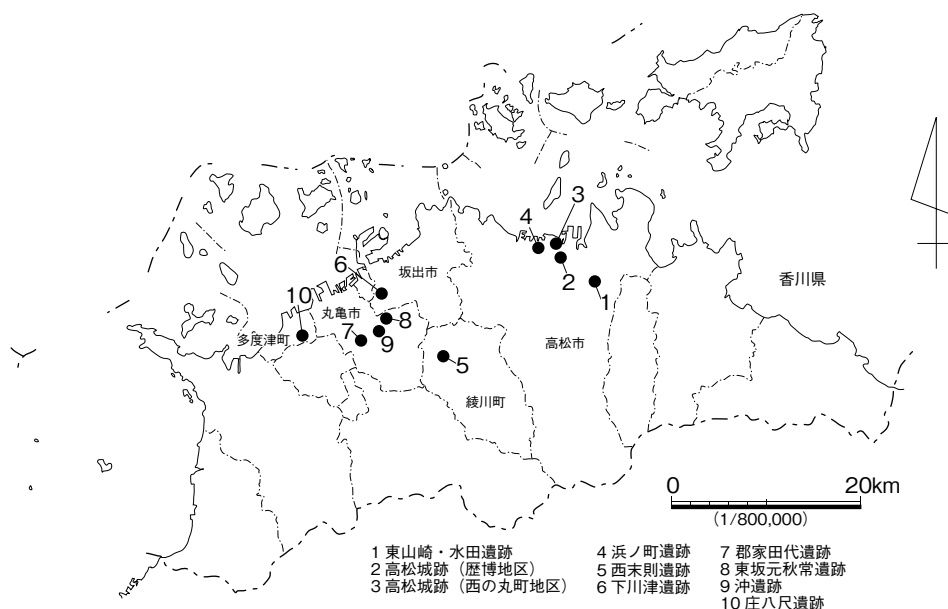 3
4
坂出市
香川県
6
2
1
10
丸亀市
8
多度津町
7
9
高松市
5
綾川町
0 20km
(1/800,000)
1 東山崎・水田遺跡
2 高松城跡（歴博地区）
3 高松城跡（西の丸町地区）
4 浜ノ町遺跡
5 西末則遺跡
6 下川津遺跡
7 郡家田代遺跡
8 東坂元秋常遺跡
9 沖遺跡
10 庄八尺遺跡